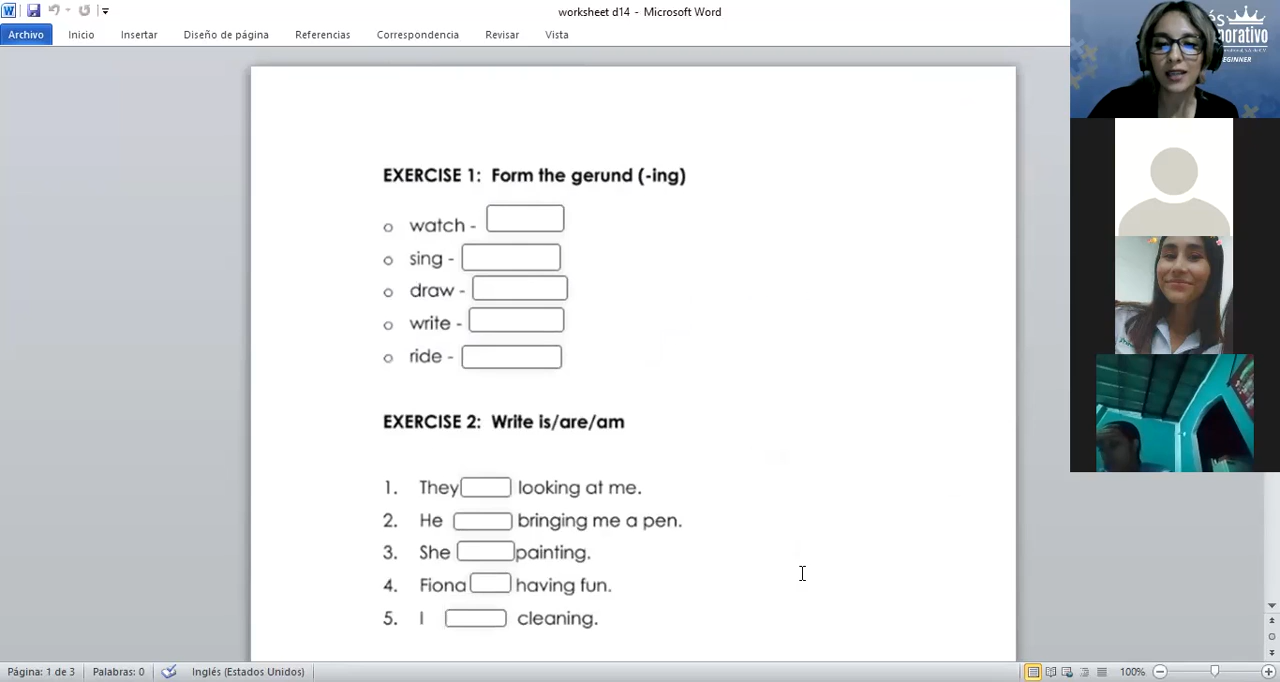 worksheet d14 - Microsoft Word
Archivo Inicio Insertar Diseño de página Referencias Correspondencia Revisar Vista
EXERCISE 1: Form the gerund (-ing)
o watch -
o sing -
o draw -
o write -
o ride -
EXERCISE 2: Write is/are/am
1. They looking at me.
2. He bringing me a pen.
3. She painting.
4. Fiona having fun.
5. I cleaning.
Página: 1 de 3 Palabras: 0 Inglés (Estados Unidos) 100%